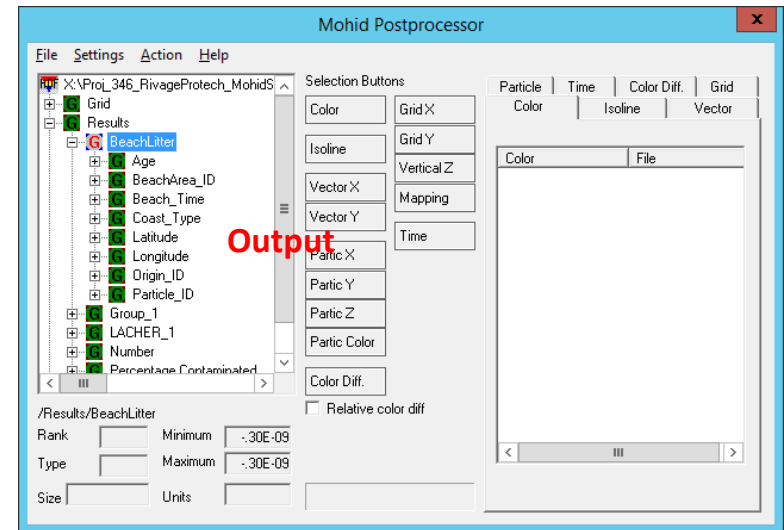 Mohid Postprocessor
x
File Settings Action Help
X:\Proj_346_RivageProtech_MohidS
Grid
Results
BeachLitter
Age
BeachArea_ID
Beach_Time
Coast_Type
Latitude
Longitude
Origin_ID
Particle_ID
Group_1
LACHER_1
Number
Percentage Contaminated
Output
/Results/BeachLitter
Rank Minimum -.30E-09
Type Maximum -.30E-09
Size Units
Selection Buttons
Color Grid X
Isoline Grid Y
Vertical Z
Vector X
Mapping
Vector Y
Time
Partic X
Partic Y
Partic Z
Partic Color
Color Diff.
Relative color diff
Particle Time Color Diff. Grid
Color Isoline Vector
Color File